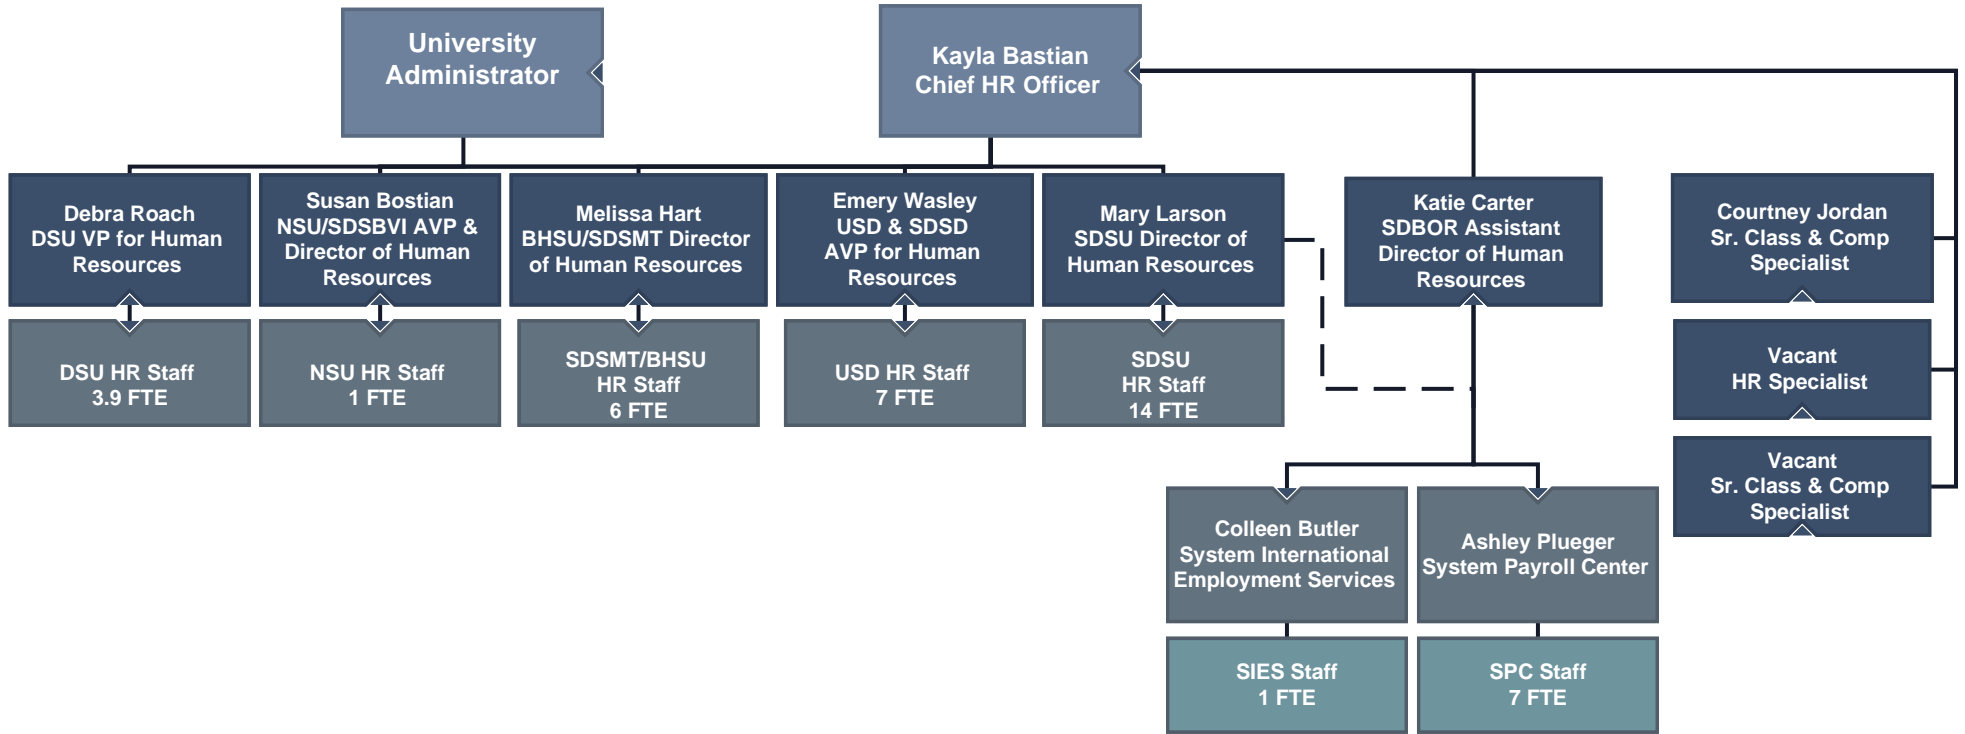 University
Administrator
Kayla Bastian
Chief HR Officer
Debra Roach
DSU VP for Human
Resources
Susan Bostian
NSU/SDSBVI AVP &
Director of Human
Resources
Melissa Hart
BHSU/SDSMT Director
of Human Resources
Emery Wasley
USD & SDSD
AVP for Human
Resources
Mary Larson
SDSU Director of
Human Resources
Katie Carter
SDBOR Assistant
Director of Human
Resources
Courtney Jordan
Sr. Class & Comp
Specialist
DSU HR Staff
3.9 FTE
NSU HR Staff
1 FTE
SDSMT/BHSU
HR Staff
6 FTE
USD HR Staff
7 FTE
SDSU
HR Staff
14 FTE
Vacant
HR Specialist
Vacant
Sr. Class & Comp
Specialist
Colleen Butler
System International
Employment Services
Ashley Plueger
System Payroll Center
SIES Staff
1 FTE
SPC Staff
7 FTE